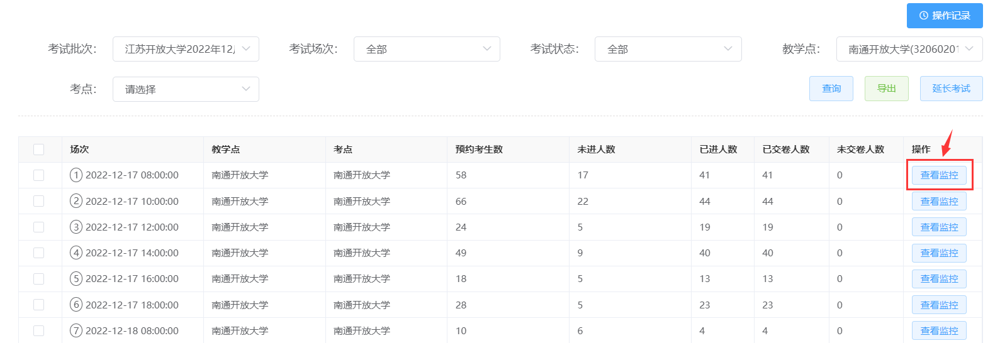 操作记录
考试批次： 江苏开放大学2022年12月 考试场次： 全部 考试状态： 全部 教学点： 南通开放大学(32060201
考点： 请选择 查询 导出 延长考试
场次 教学点 考点 预约考生数 未进人数 已进人数 已交卷人数 未交卷人数 操作
① 2022-12-17 08:00:00 南通开放大学 南通开放大学 58 17 41 41 0 查看监控
② 2022-12-17 10:00:00 南通开放大学 南通开放大学 66 22 44 44 0 查看监控
③ 2022-12-17 12:00:00 南通开放大学 南通开放大学 24 5 19 19 0 查看监控
④ 2022-12-17 14:00:00 南通开放大学 南通开放大学 49 9 40 40 0 查看监控
⑤ 2022-12-17 16:00:00 南通开放大学 南通开放大学 18 5 13 13 0 查看监控
⑥ 2022-12-17 18:00:00 南通开放大学 南通开放大学 28 5 23 23 0 查看监控
⑦ 2022-12-18 08:00:00 南通开放大学 南通开放大学 10 6 4 4 0 查看监控